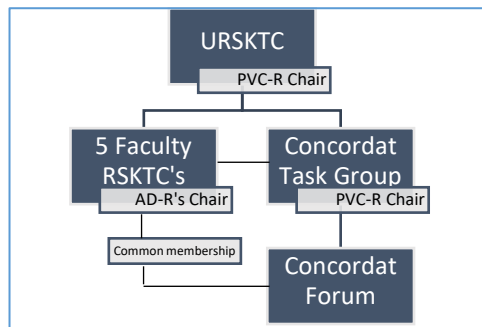 URSKTC
PVC-R Chair
5 Faculty
RSKTC's
AD-R's Chair
Concordat
Task Group
PVC-R Chair
Common membership
Concordat
Forum